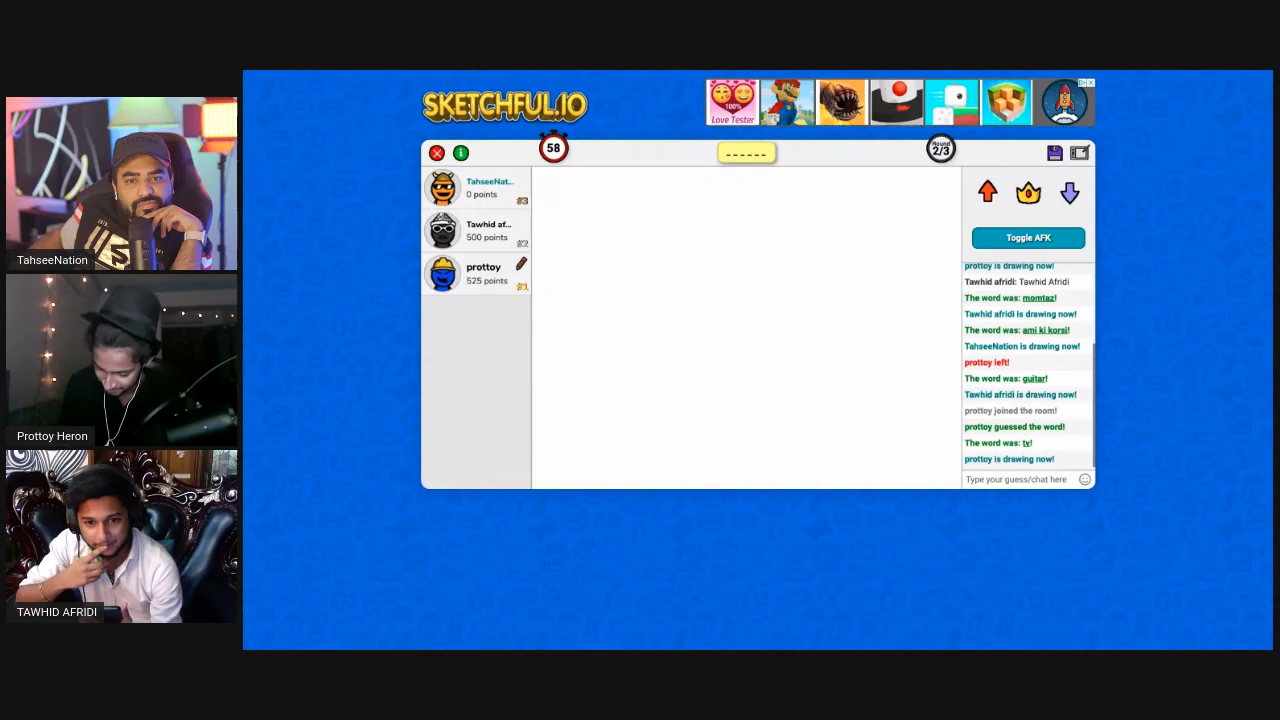 SKETCHFUL.IO
100%
Love Tester
58
------
Round
2/3
TahseeNat...
0 points
#3
Tawhid af...
500 points
#2
prottoy
525 points
#1
Toggle AFK
prottoy is drawing now!
Tawhid afridi: Tawhid Afridi
The word was: momtaz!
Tawhid afridi is drawing now!
The word was: ami ki korsi!
TahseeNation is drawing now!
prottoy left!
The word was: guitar!
Tawhid afridi is drawing now!
prottoy joined the room!
prottoy guessed the word!
The word was: tv!
prottoy is drawing now!
Type your guess/chat here
TahseeNation
Prottoy Heron
TAWHID AFRIDI